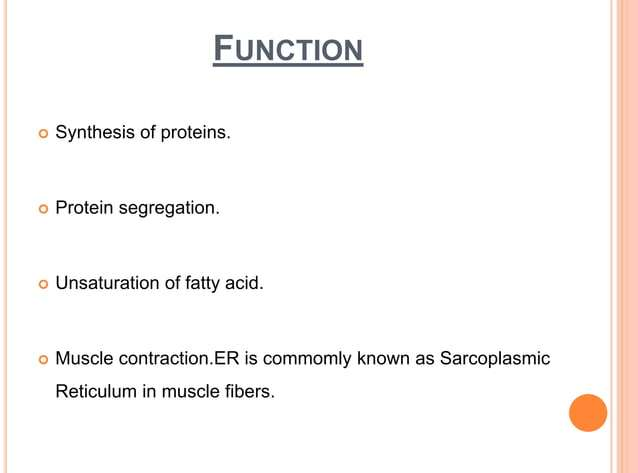 FUNCTION
Synthesis of proteins.
Protein segregation.
Unsaturation of fatty acid.
Muscle contraction.ER is commomly known as Sarcoplasmic
Reticulum in muscle fibers.